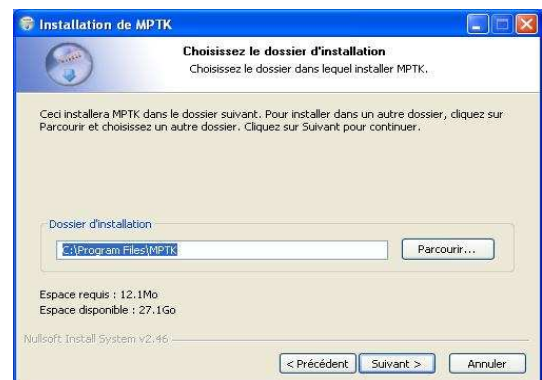 Installation de MPTK
Choisissez le dossier d'installation
Choisissez le dossier dans lequel installer MPTK.
Ceci installera MPTK dans le dossier suivant. Pour installer dans un autre dossier, cliquez sur
Parcourir et choisissez un autre dossier. Cliquez sur Suivant pour continuer.
Dossier d'installation
C:\Program Files\MPTK
Parcourir...
Espace requis : 12.1Mo
Espace disponible : 27.1Go
Nullsoft Install System v2.46
< Précédent
Suivant >
Annuler